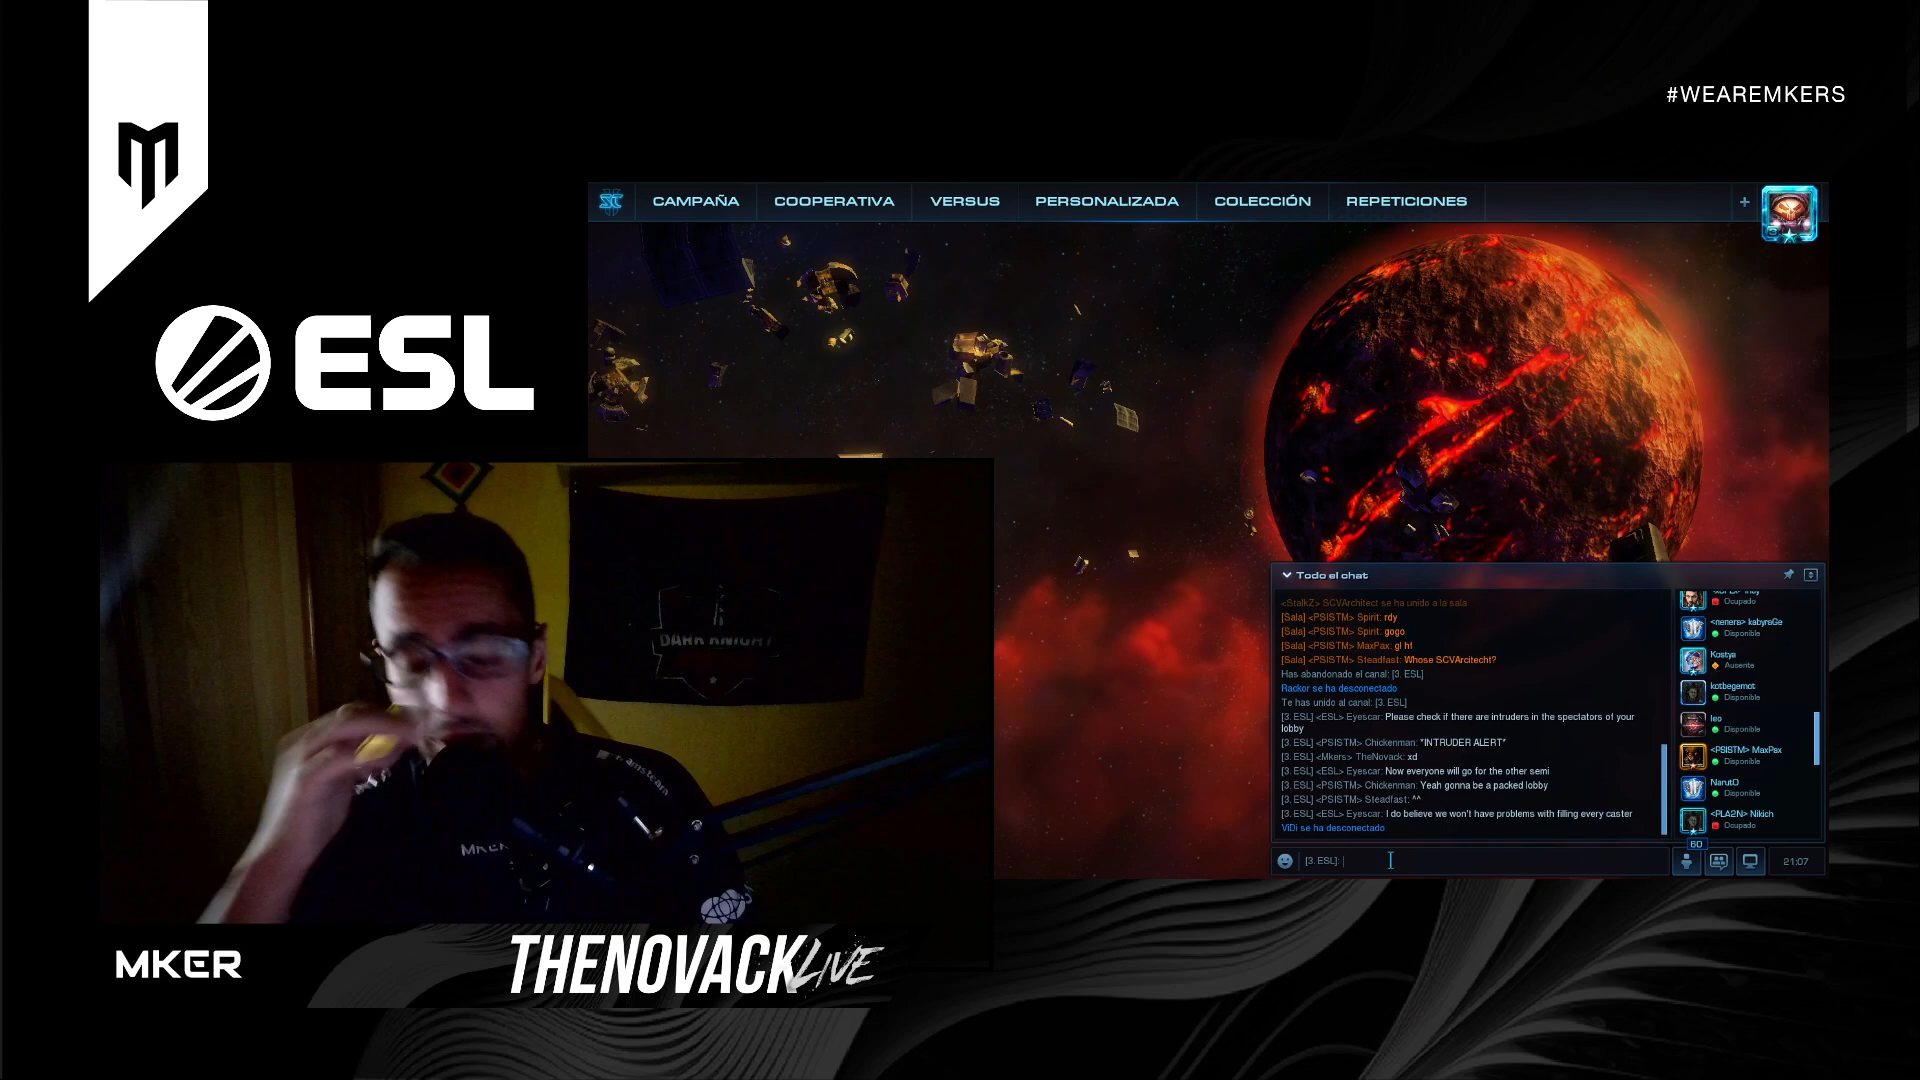 #WEAREMKERS
CAMPAÑA COOPERATIVA VERSUS PERSONALIZADA COLECCIÓN REPETICIONES
ESL
DARK KNIGHT
MKER
MKER
THENOVACK LIVE
Todo el chat
<StalkZ> SCVArchitect se ha unido a la sala
[Sala] <PSISTM> Spirit: rdy
[Sala] <PSISTM> Spirit: gogo
[Sala] <PSISTM> MaxPax: gl hf
[Sala] <PSISTM> Steadfast: Whose SCVArcitecht?
Has abandonado el canal: [3. ESL]
Rackor se ha desconectado
Te has unido al canal: [3. ESL]
[3. ESL] <ESL> Eyescar: Please check if there are intruders in the spectators of your
lobby
[3. ESL] <PSISTM> Chickenman: *INTRUDER ALERT*
[3. ESL] <Mkers> TheNovack: xd
[3. ESL] <ESL> Eyescar: Now everyone will go for the other semi
[3. ESL] <PSISTM> Chickenman: Yeah gonna be a packed lobby
[3. ESL] <PSISTM> Steadfast: ^^
[3. ESL] <ESL> Eyescar: I do believe we won't have problems with filling every caster
ViDi se ha desconectado
[3. ESL]:
Ocupado
<neners> kabyraGe
Disponible
Kostya
Ausente
kotbegemot
Disponible
leo
Disponible
<PSISTM> MaxPax
Disponible
NarutO
Disponible
<PLA2N> Nikich
Ocupado
60
21:07